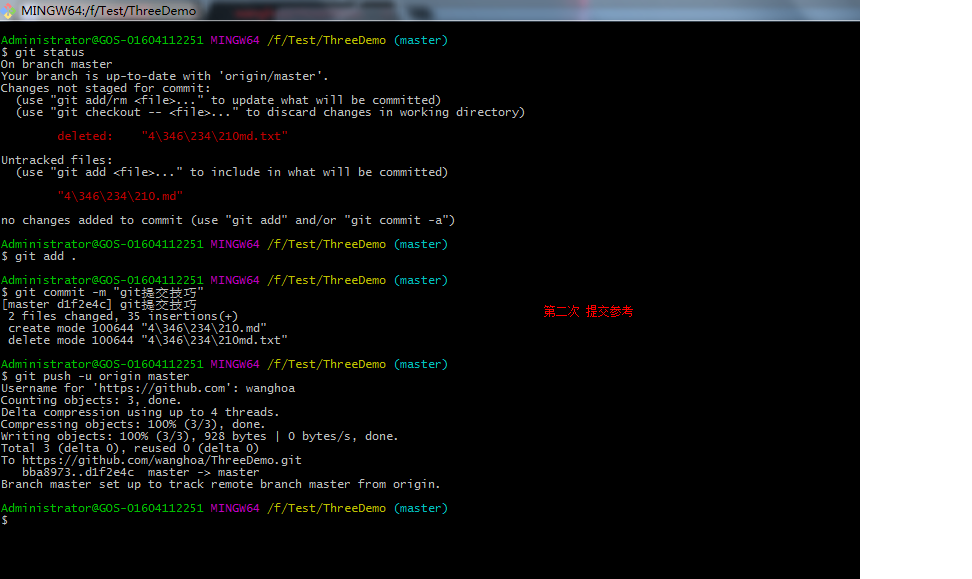 MINGW64:/f/Test/ThreeDemo
Administrator@GOS-01604112251 MINGW64 /f/Test/ThreeDemo (master)
$ git status
On branch master
Your branch is up-to-date with 'origin/master'.
Changes not staged for commit:
  (use "git add/rm <file>..." to update what will be committed)
  (use "git checkout -- <file>..." to discard changes in working directory)
        deleted:    "4\346\234\210md.txt"
Untracked files:
  (use "git add <file>..." to include in what will be committed)
        "4\346\234\210.md"
no changes added to commit (use "git add" and/or "git commit -a")
Administrator@GOS-01604112251 MINGW64 /f/Test/ThreeDemo (master)
$ git add .
Administrator@GOS-01604112251 MINGW64 /f/Test/ThreeDemo (master)
$ git commit -m "git提交技巧"
[master d1f2e4c] git提交技巧
 2 files changed, 35 insertions(+)
第二次 提交参考
 create mode 100644 "4\346\234\210.md"
 delete mode 100644 "4\346\234\210md.txt"
Administrator@GOS-01604112251 MINGW64 /f/Test/ThreeDemo (master)
$ git push -u origin master
Username for 'https://github.com': wanghoa
Counting objects: 3, done.
Delta compression using up to 4 threads.
Compressing objects: 100% (3/3), done.
Writing objects: 100% (3/3), 928 bytes | 0 bytes/s, done.
Total 3 (delta 0), reused 0 (delta 0)
To https://github.com/wanghoa/ThreeDemo.git
   bba8973..d1f2e4c  master -> master
Branch master set up to track remote branch master from origin.
Administrator@GOS-01604112251 MINGW64 /f/Test/ThreeDemo (master)
$